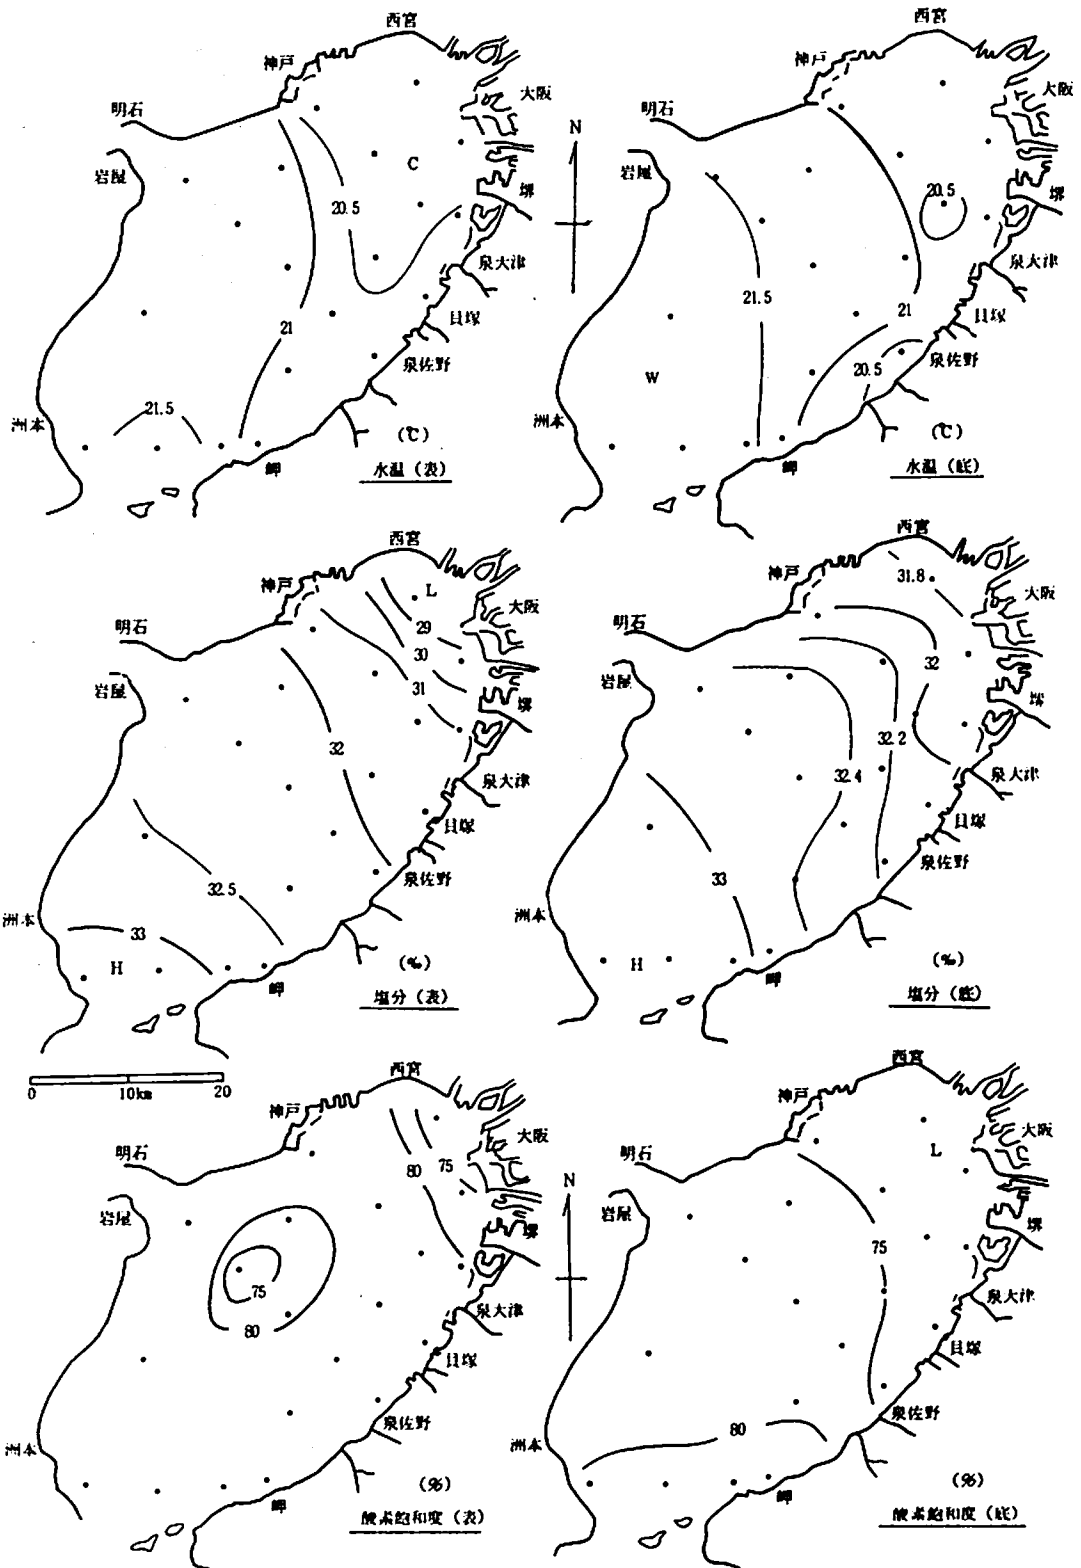 西宮
神戸
大阪
明石
岩屋
C
20.5
堺
泉大津
21
貝塚
泉佐野
21.5
洲本
岬
(℃)
水温(表)
N
西宮
神戸
大阪
明石
岩屋
20.5
堺
泉大津
21.5
21
貝塚
泉佐野
20.5
W
洲本
岬
(℃)
水温(底)
西宮
神戸
L
大阪
明石
29
30
31
岩屋
堺
32
泉大津
貝塚
泉佐野
32.5
洲本
33
H
岬
(‰)
塩分(表)
西宮
31.8
神戸
大阪
明石
32
岩屋
堺
32.2
32.4
泉大津
貝塚
泉佐野
33
洲本
H
岬
(‰)
塩分(底)
0 10km 20
西宮
神戸
大阪
明石
80
75
岩屋
堺
75
80
泉大津
貝塚
泉佐野
洲本
岬
(%)
酸素飽和度(表)
N
西宮
神戸
大阪
L
明石
岩屋
堺
75
泉大津
貝塚
泉佐野
80
洲本
岬
(%)
酸素飽和度(底)